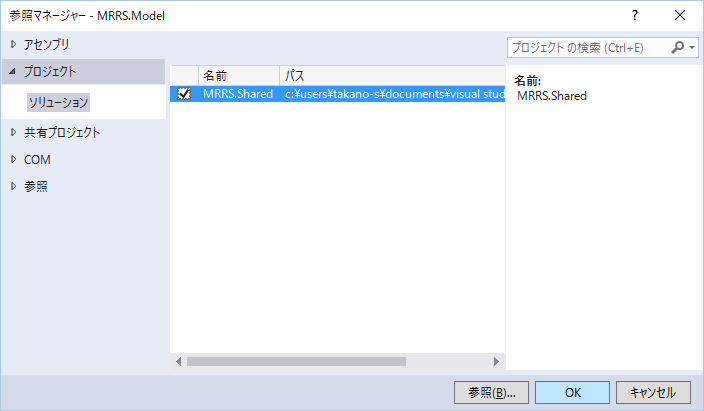 参照マネージャー - MRRS.Model
? 
アセンブリ
プロジェクト
ソリューション
共有プロジェクト
COM
参照
名前 パス
MRRS.Shared c:¥users¥takano-s¥documents¥visual stud
プロジェクト の検索 (Ctrl+E)
名前:
MRRS.Shared
参照(B)... OK キャンセル